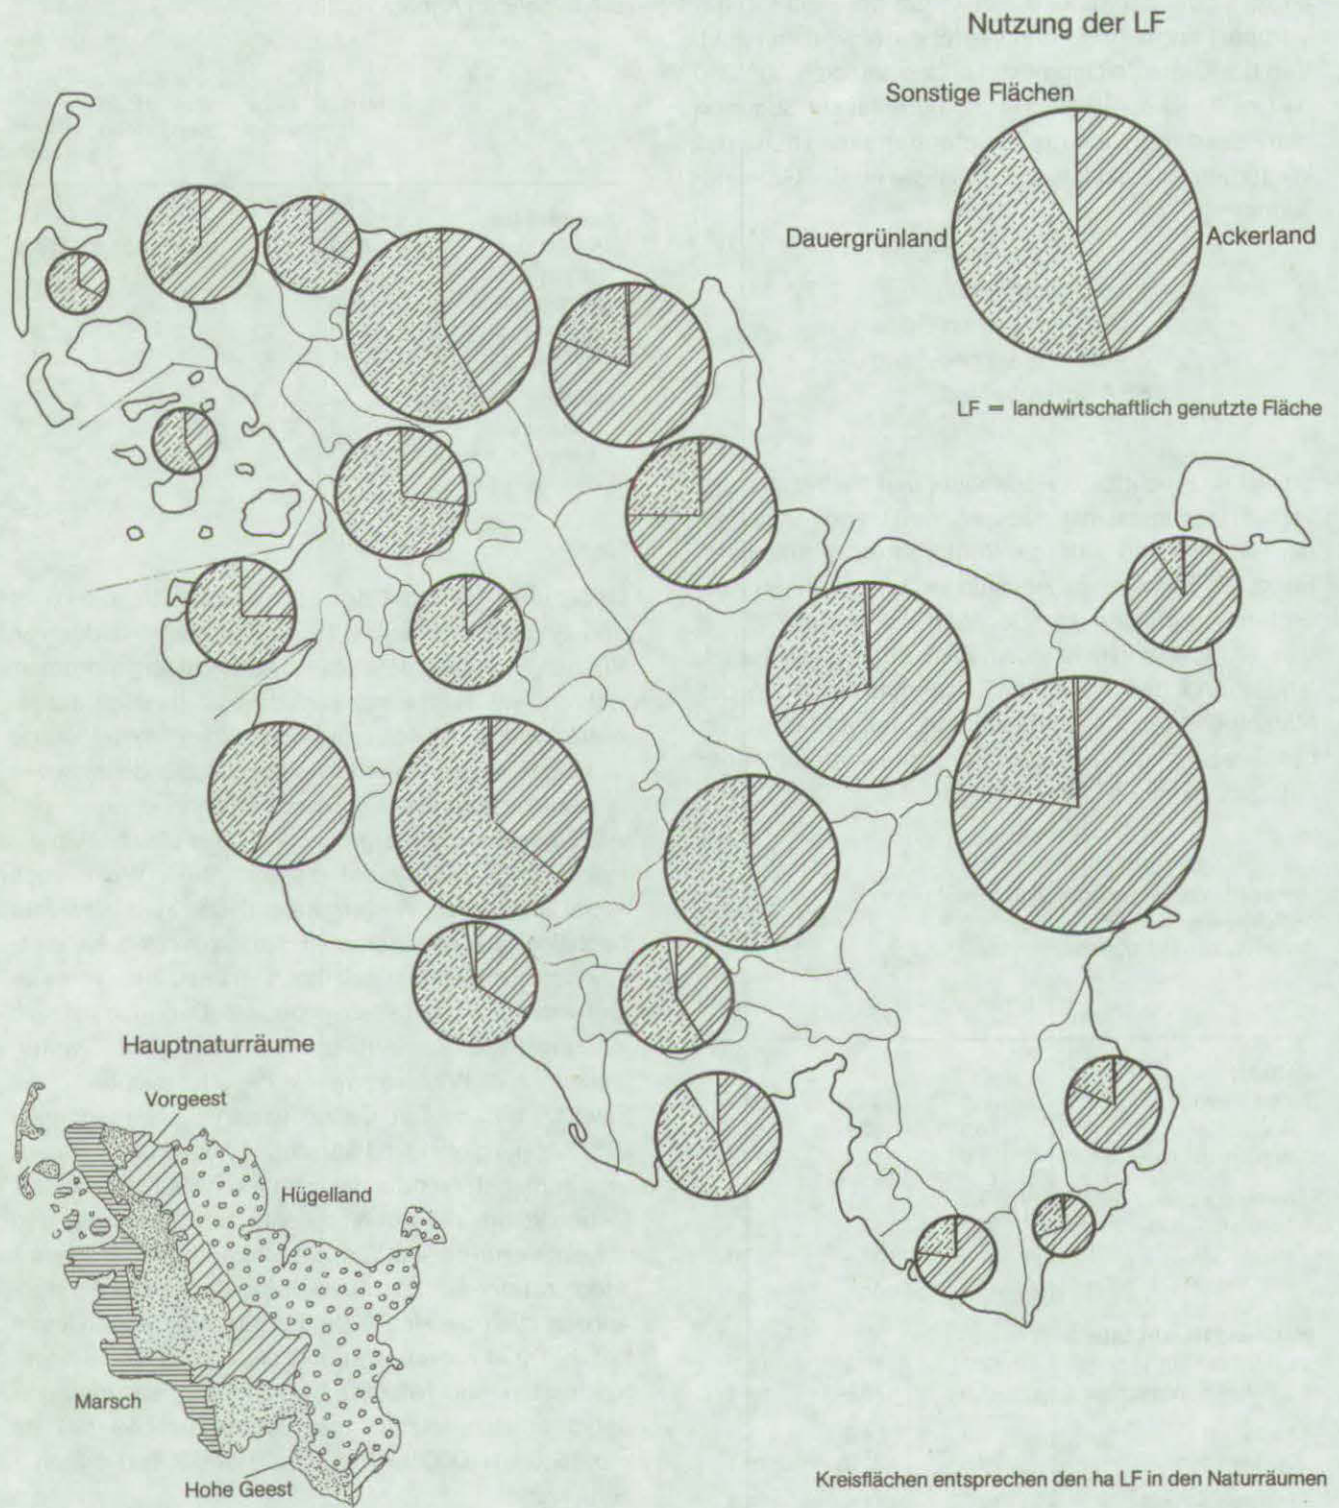 Nutzung der LF
Sonstige Flächen
Dauergrünland
Ackerland
LF = landwirtschaftlich genutzte Fläche
Hauptnaturräume
Vorgeest
Hügelland
Marsch
Hohe Geest
Kreisflächen entsprechen den ha LF in den Naturräumen